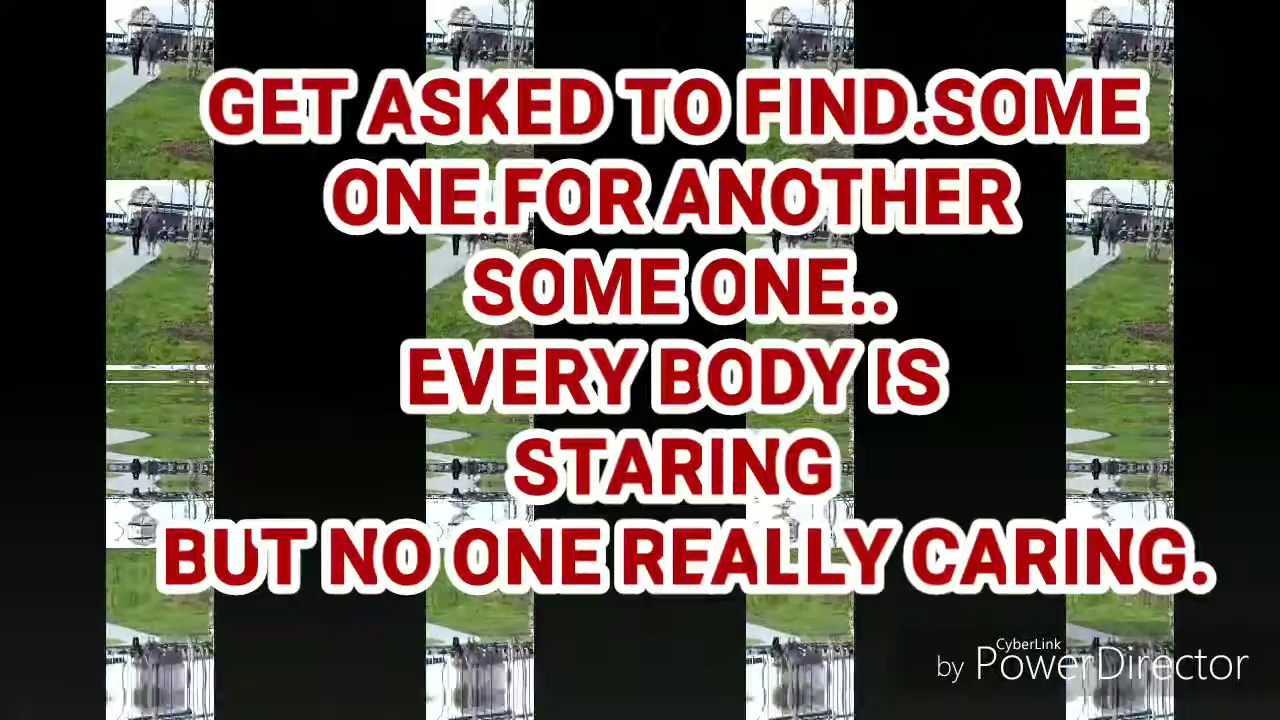 GET ASKED TO FIND.SOME
ONE.FOR ANOTHER
SOME ONE..
EVERY BODY IS
STARING
BUT NO ONE REALLY CARING.
CyberLink
by PowerDirector